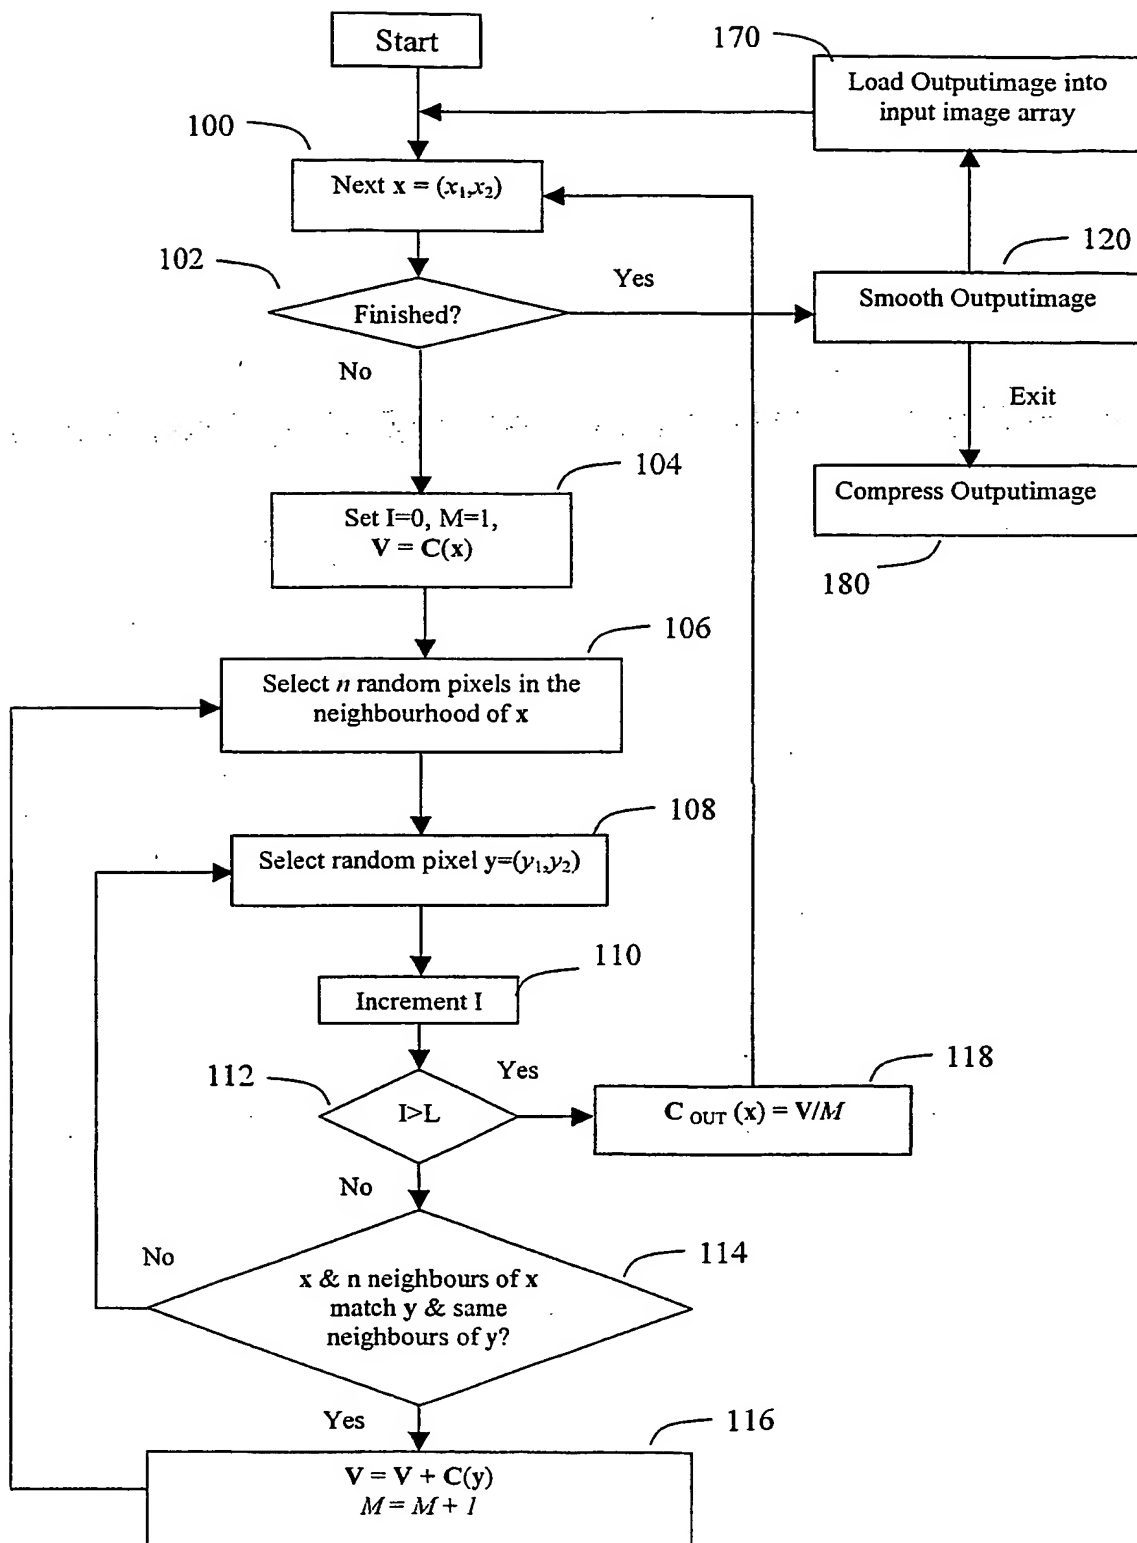 Start
170
Load Outputimage into
input image array
100
Next x = (x₁,x₂)
102
Finished?
Yes
120
Smooth Outputimage
No
Exit
104
Set I=0, M=1,
V = C(x)
Compress Outputimage
180
106
Select n random pixels in the
neighbourhood of x
108
Select random pixel y=(y₁,y₂)
110
Increment I
112
I>L
Yes
118
C OUT (x) = V/M
No
No
114
x & n neighbours of x
match y & same
neighbours of y?
Yes
116
V = V + C(y)
M = M + 1